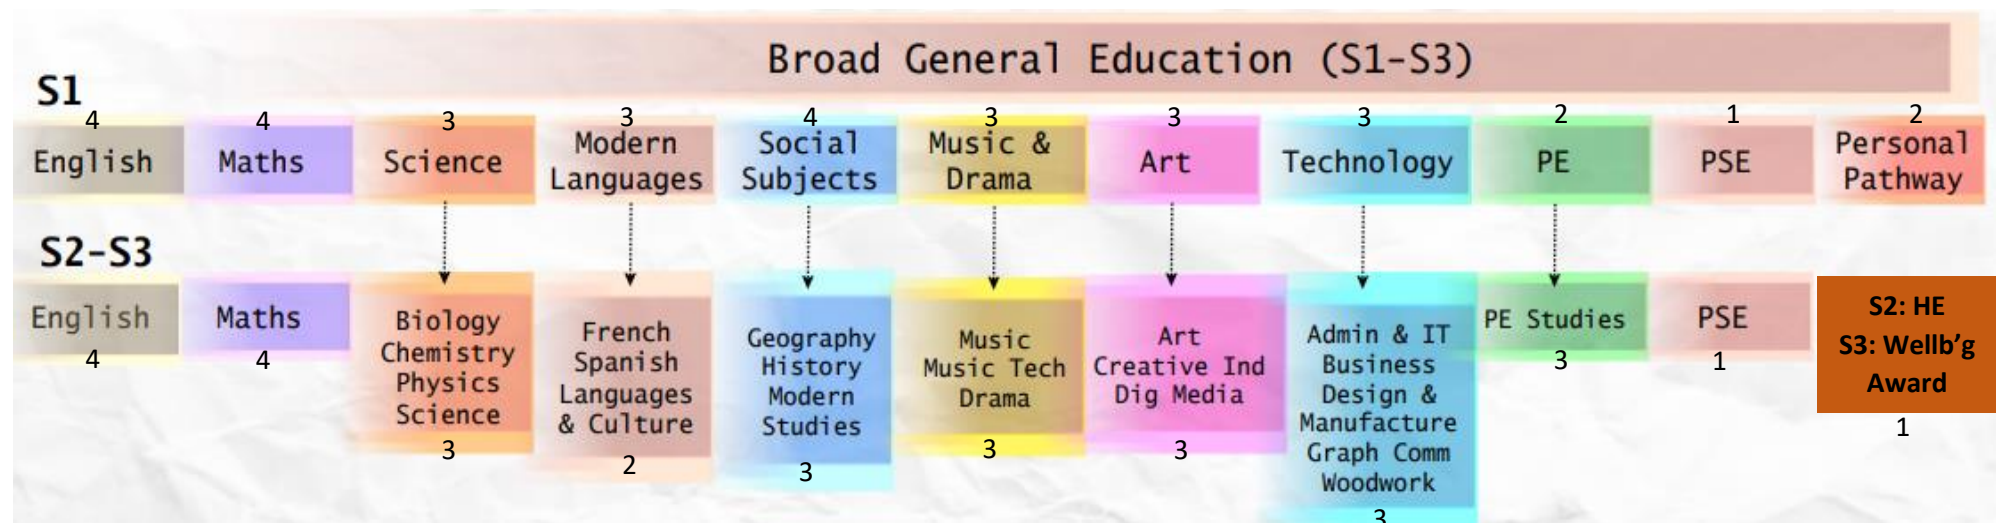 Broad General Education (S1-S3)
S1
4 4 3 3 4 3 3 3 2 1 2
English
Maths
Science
Modern
Languages
Social
Subjects
Music &
Drama
Art
Technology
PE
PSE
Personal
Pathway
S2-S3
English
4
Maths
4
Biology
Chemistry
Physics
Science
3
French
Spanish
Languages
& Culture
2
Geography
History
Modern
Studies
3
Music
Music Tech
Drama
3
Art
Creative Ind
Dig Media
3
Admin & IT
Business
Design &
Manufacture
Graph Comm
Woodwork
3
PE Studies
3
PSE
1
S2: HE
S3: Wellb’g
Award
1